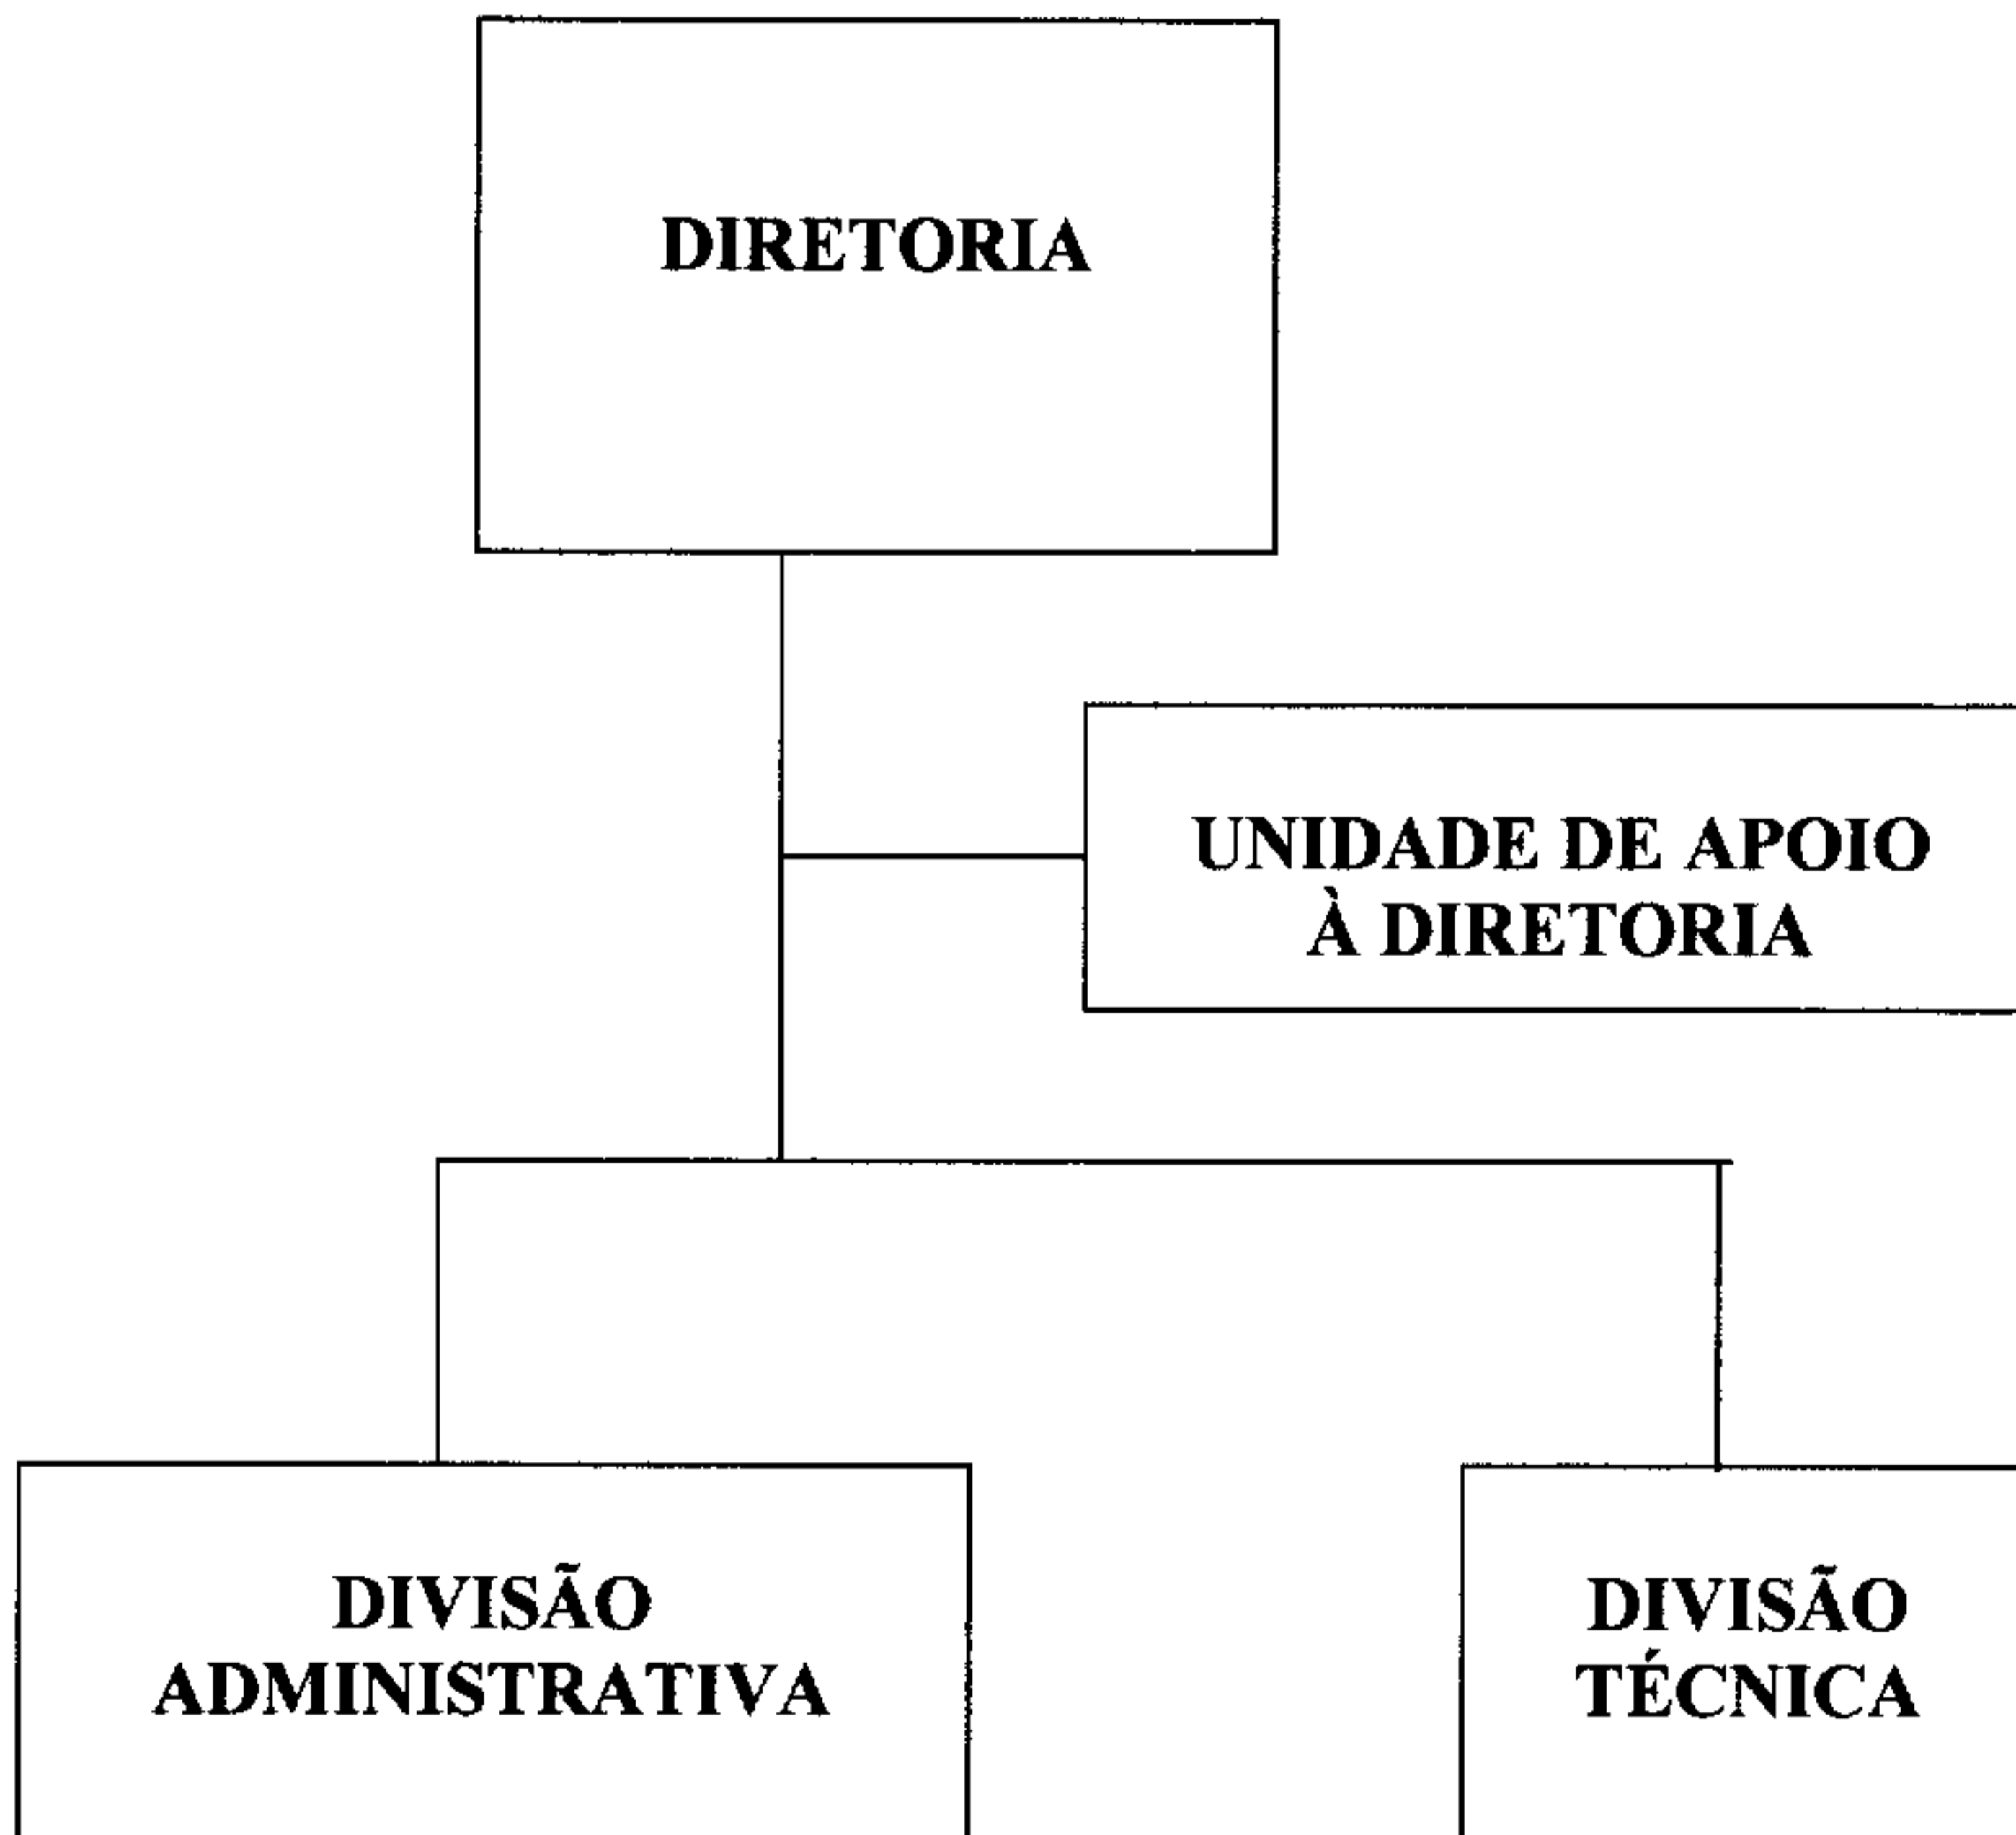 DIRETORIA
UNIDADE DE APOIO
À DIRETORIA
DIVISÃO
ADMINISTRATIVA
DIVISÃO
TÉCNICA